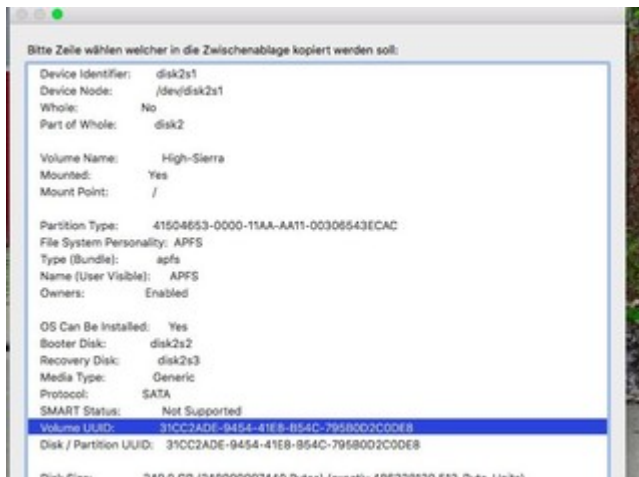 Bitte Zeile wählen welcher in die Zwischenablage kopiert werden soll:
Device Identifier: disk2s1
Device Node: /dev/disk2s1
Whole: No
Part of Whole: disk2
Volume Name: High-Sierra
Mounted: Yes
Mount Point: /
Partition Type: 41504653-0000-11AA-AA11-00306543ECAC
File System Personality: APFS
Type (Bundle): apfs
Name (User Visible): APFS
Owners: Enabled
OS Can Be Installed: Yes
Booter Disk: disk2s2
Recovery Disk: disk2s3
Media Type: Generic
Protocol: SATA
SMART Status: Not Supported
Volume UUID: 31CC2ADE-9454-41E8-B54C-795B0D2C0DE8
Disk / Partition UUID: 31CC2ADE-9454-41E8-B54C-795B0D2C0DE8